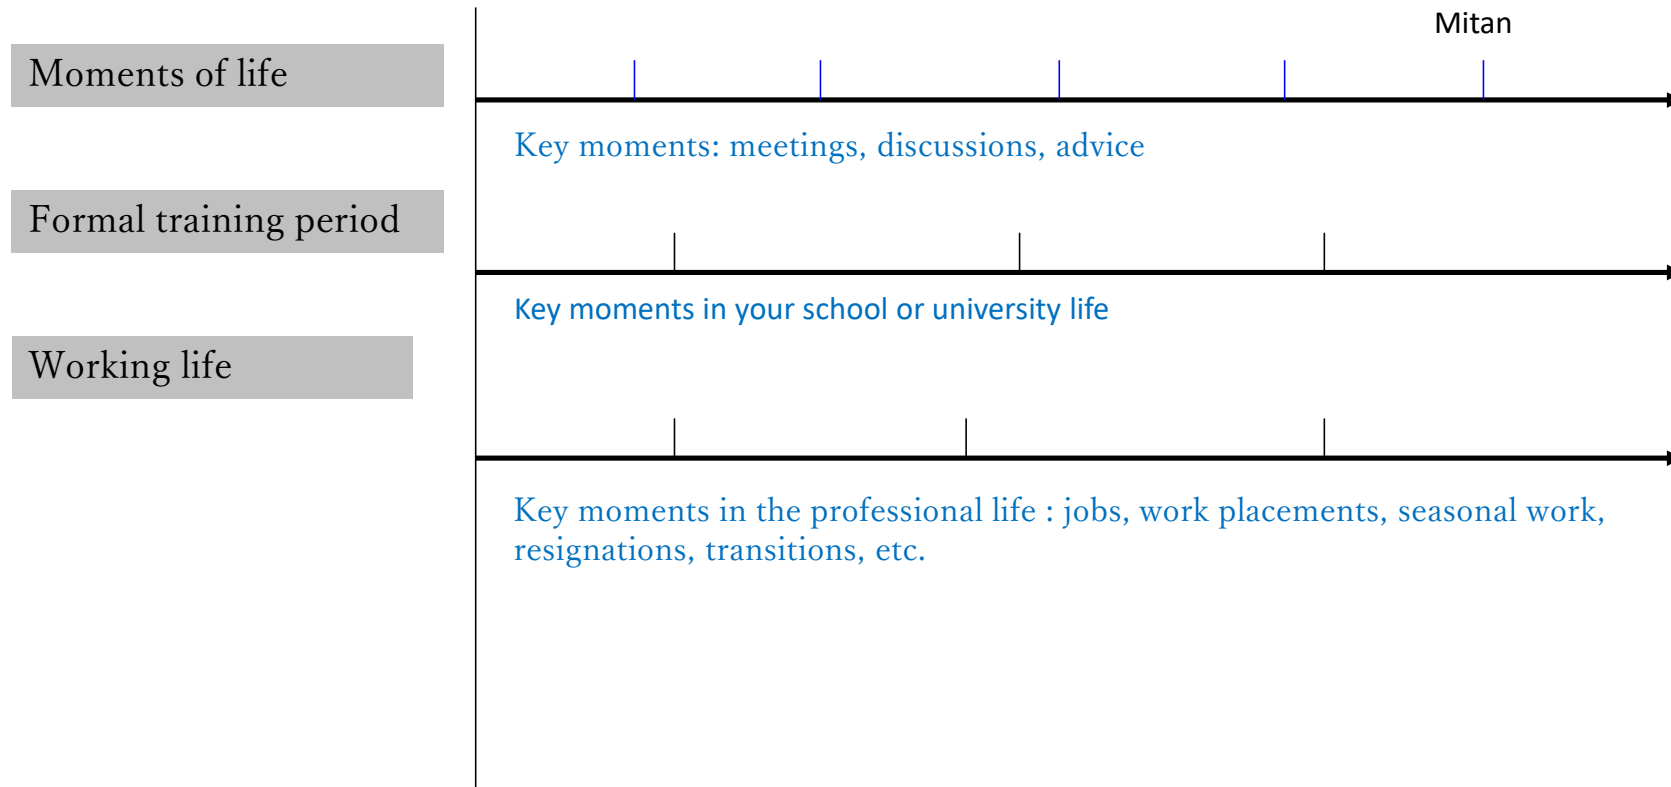 Mitan
Moments of life
Key moments: meetings, discussions, advice
Formal training period
Key moments in your school or university life
Working life
Key moments in the professional life : jobs, work placements, seasonal work,
resignations, transitions, etc.